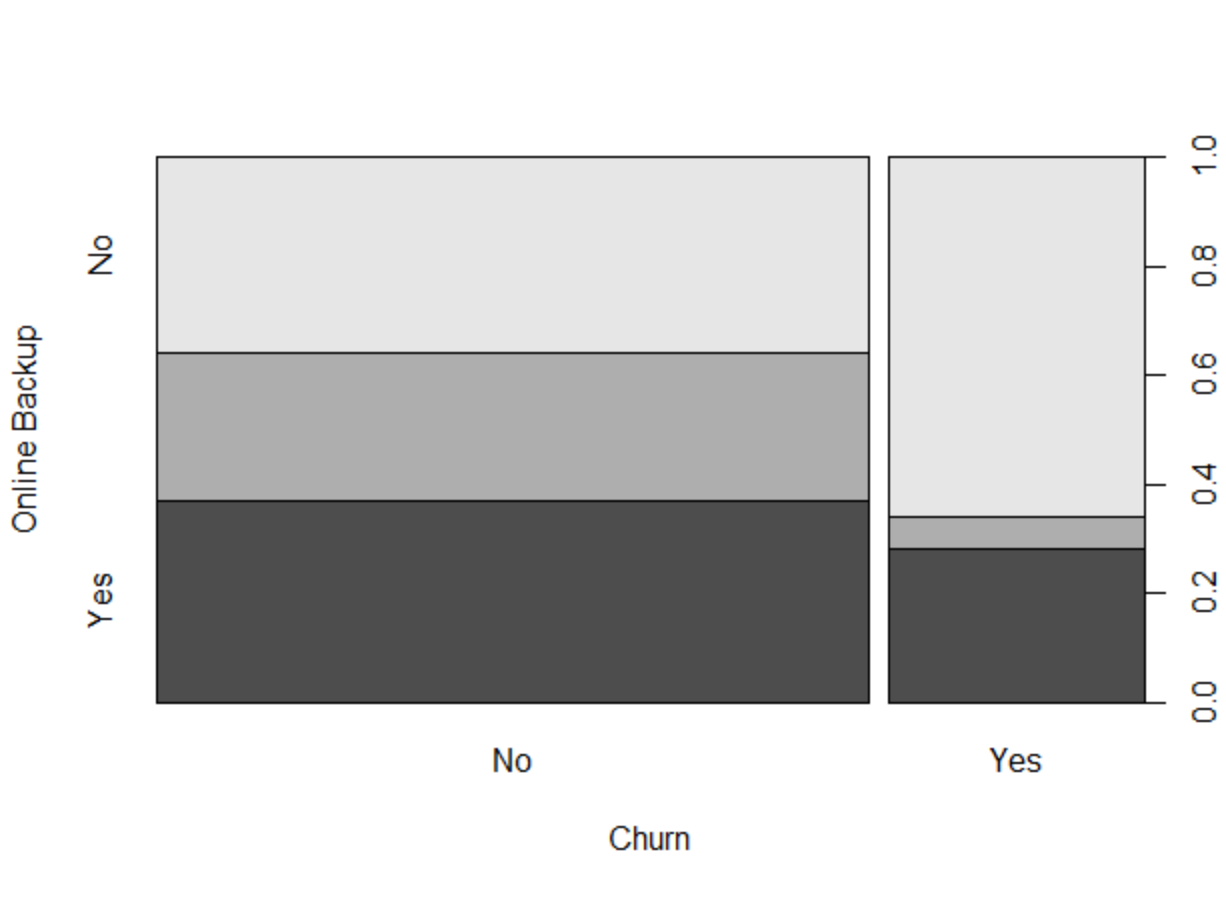 Online Backup
No
Yes
1.0
0.8
0.6
0.4
0.2
0.0
No
Yes
Churn